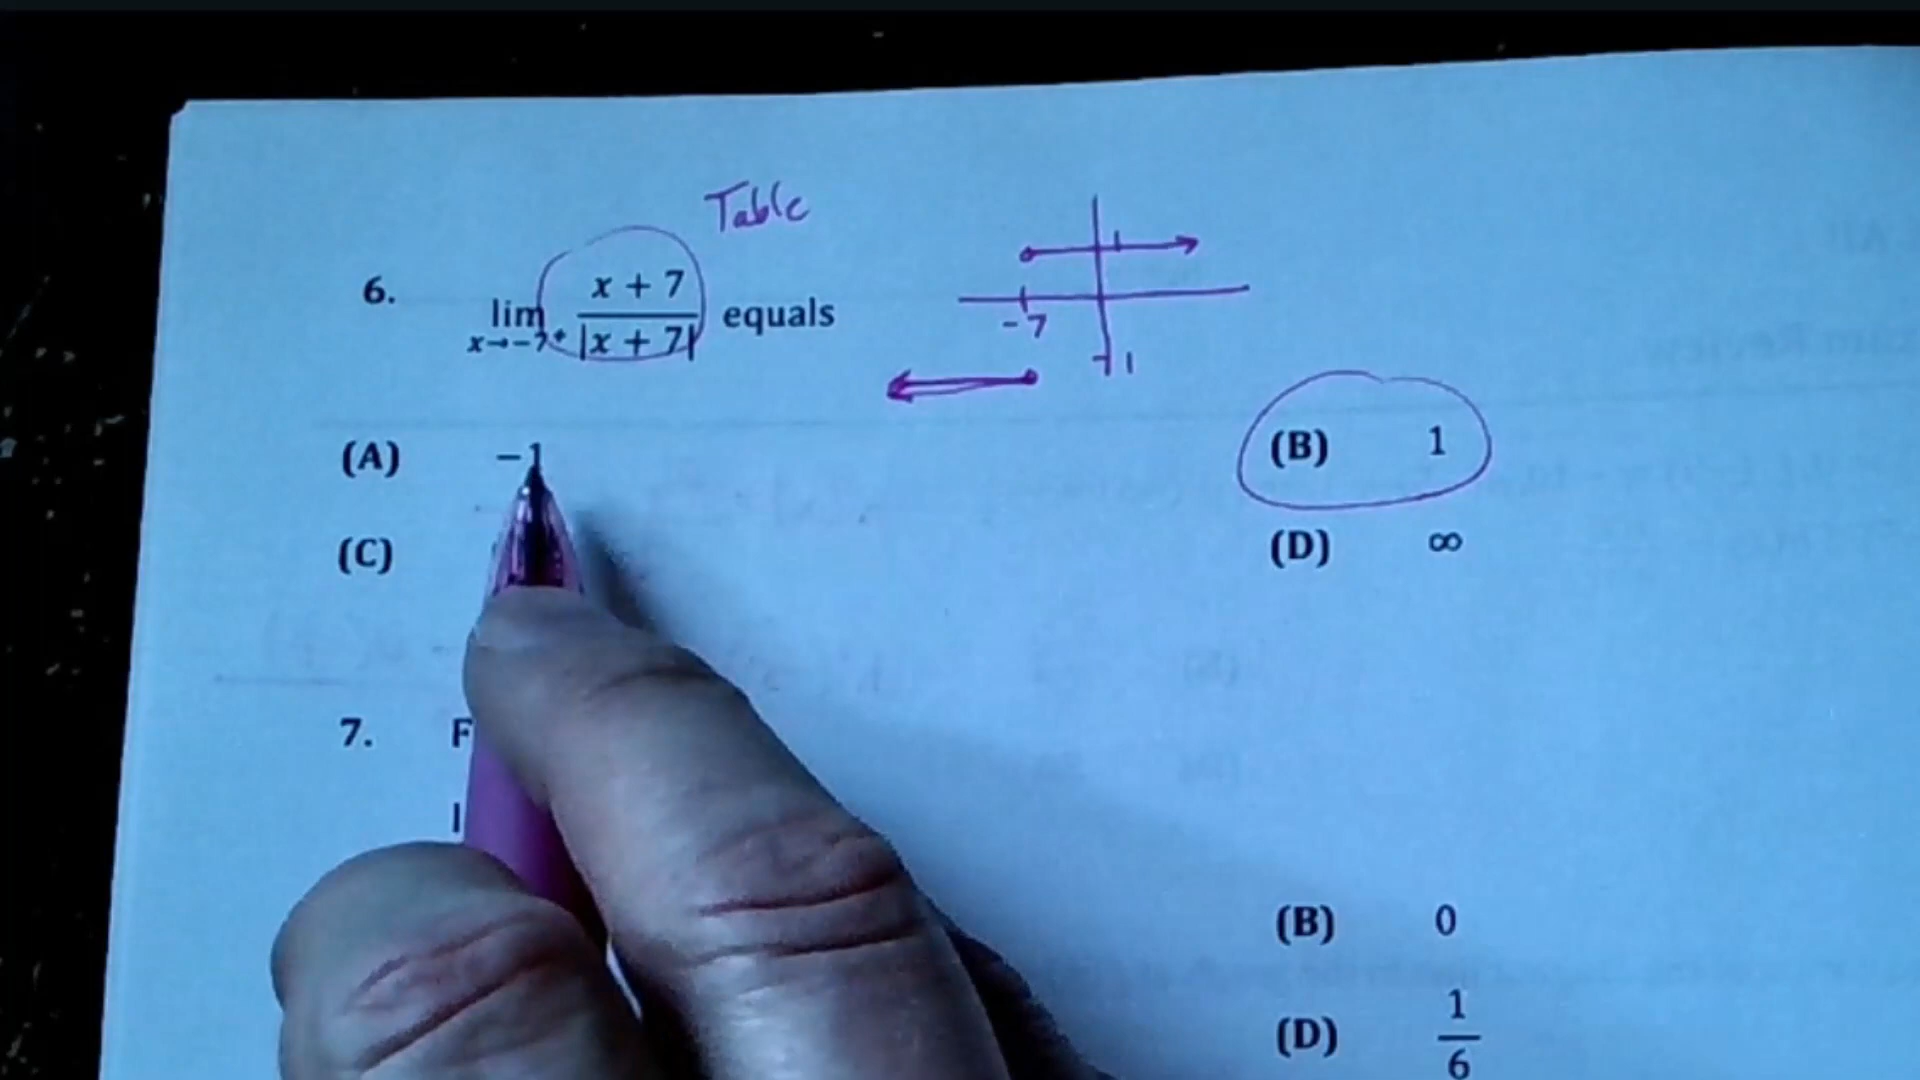 Table
6. lim x→−7⁺ x + 7 / |x + 7| equals
1
-7
-1
(A) −1
(B) 1
(C)
(D) ∞
7. F
(B) 0
(D) 1/6